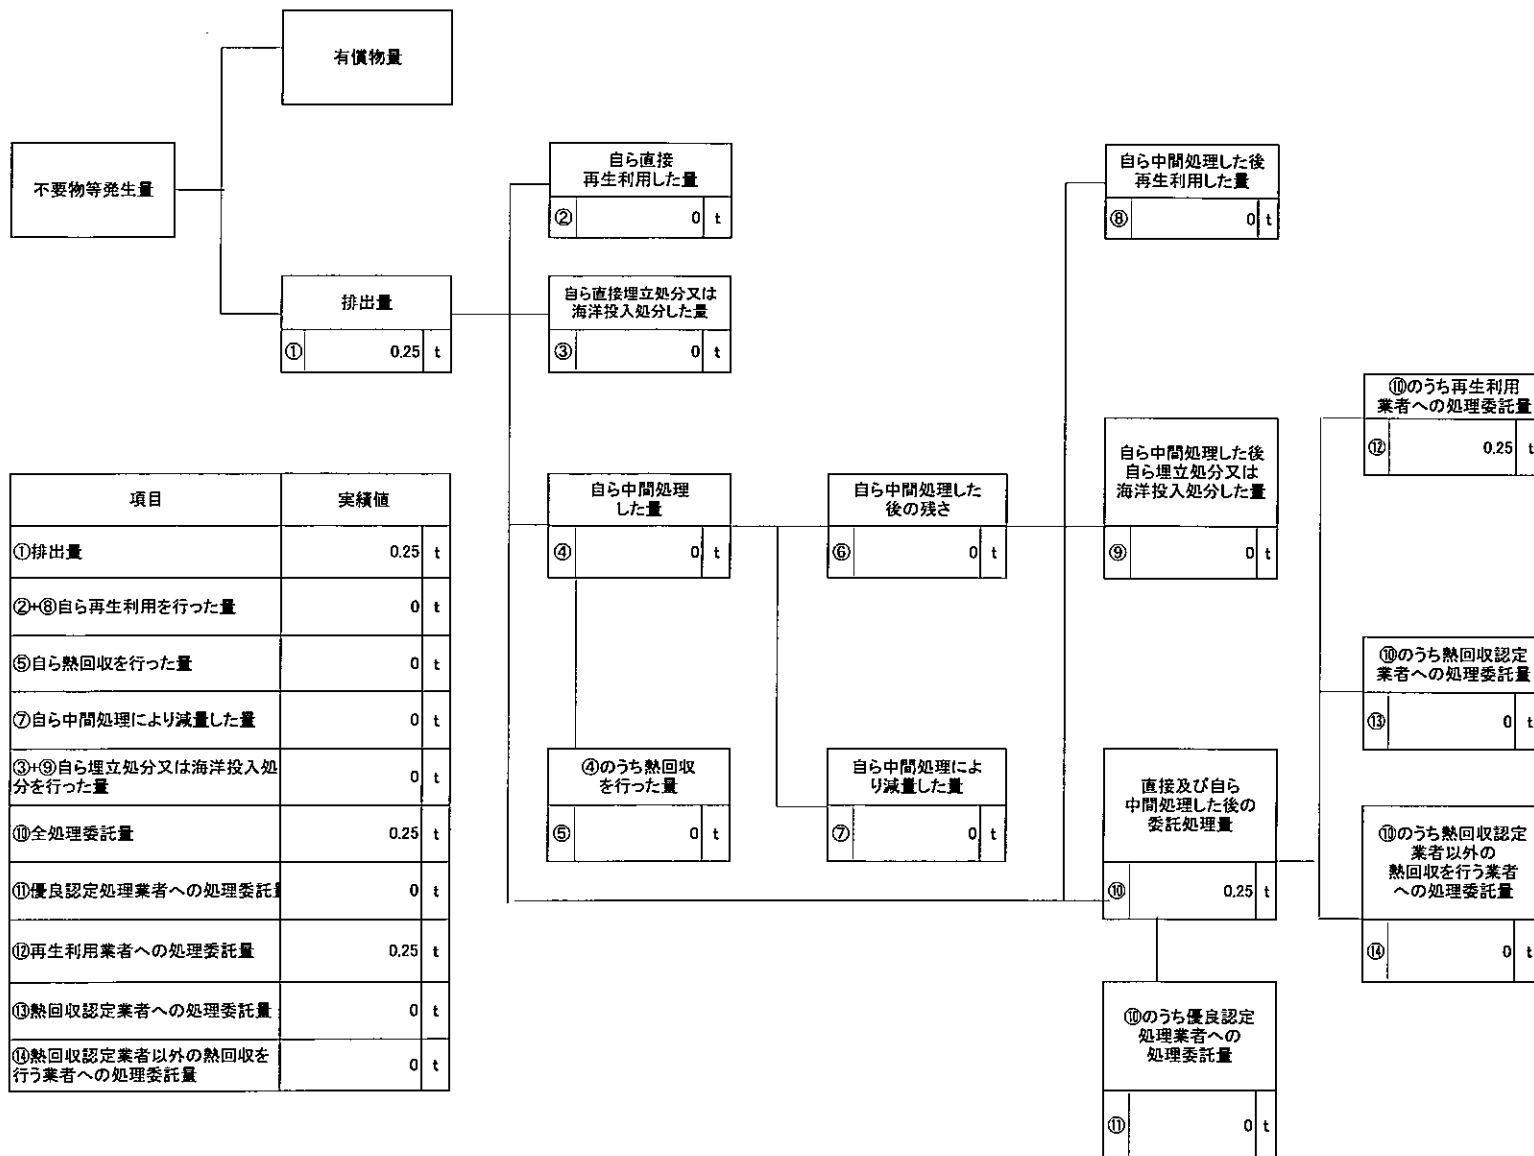 有償物量
不要物等発生量
排出量
① 0.25 t
自ら直接
再生利用した量
② 0 t
自ら直接埋立処分又は
海洋投入処分した量
③ 0 t
自ら中間処理
した量
④ 0 t
④のうち熱回収
を行った量
⑤ 0 t
自ら中間処理した
後の残さ
⑥ 0 t
自ら中間処理によ
り減量した量
⑦ 0 t
自ら中間処理した後
再生利用した量
⑧ 0 t
自ら中間処理した後
自ら埋立処分又は
海洋投入処分した量
⑨ 0 t
直接及び自ら
中間処理した後の
委託処理量
⑩ 0.25 t
⑩のうち優良認定
処理業者への
処理委託量
⑪ 0 t
⑩のうち再生利用
業者への処理委託量
⑫ 0.25 t
⑩のうち熱回収認定
業者への処理委託量
⑬ 0 t
⑩のうち熱回収認定
業者以外の
熱回収を行う業者
への処理委託量
⑭ 0 t
項目 実績値
①排出量 0.25 t
②+⑧自ら再生利用を行った量 0 t
⑤自ら熱回収を行った量 0 t
⑦自ら中間処理により減量した量 0 t
③+⑨自ら埋立処分又は海洋投入処
分を行った量 0 t
⑩全処理委託量 0.25 t
⑪優良認定処理業者への処理委託量 0 t
⑫再生利用業者への処理委託量 0.25 t
⑬熱回収認定業者への処理委託量 0 t
⑭熱回収認定業者以外の熱回収を
行う業者への処理委託量 0 t